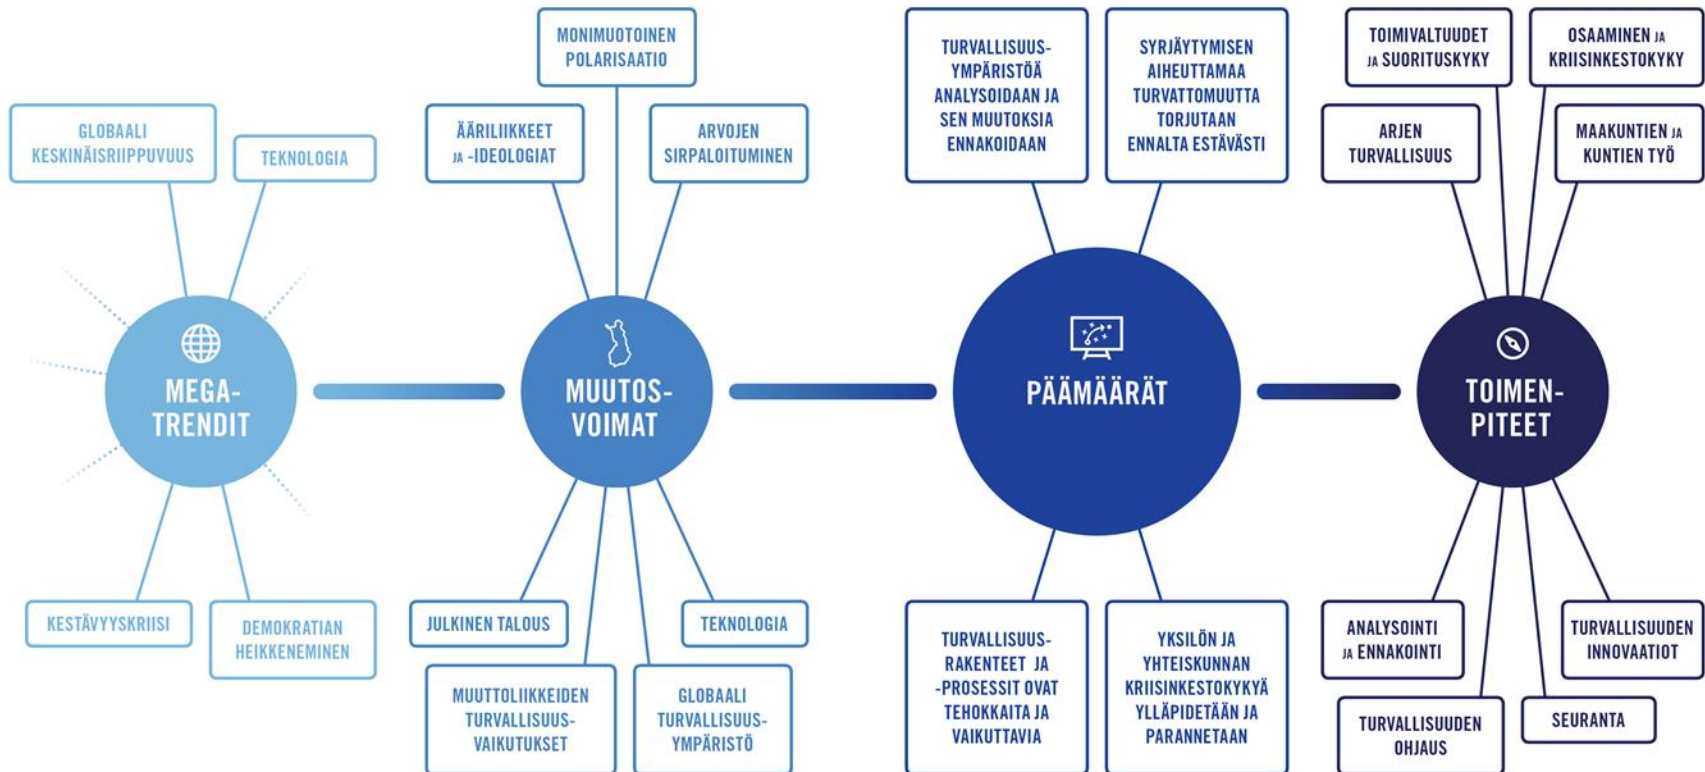 GLOBAALI
KESKINÄISRIIPPUVUUS
TEKNOLOGIA
MEGA-
TRENDIT
KESTÄVYYSKRIISI
DEMOKRATIAN
HEIKKENEMINEN
MONIMUOTOINEN
POLARISAATIO
ÄÄRILIIKKEET
JA -IDEOLOGIAT
ARVOJEN
SIRPALOITUMINEN
MUUTOS-
VOIMAT
JULKINEN TALOUS
TEKNOLOGIA
MUUTTOLIIKKEIDEN
TURVALLISUUS-
VAIKUTUKSET
GLOBAALI
TURVALLISUUS-
YMPÄRISTÖ
TURVALLISUUS-
YMPÄRISTÖÄ
ANALYSOIDAAN JA
SEN MUUTOKSIA
ENNAKOIDAAN
SYRJÄYTYMISEN
AIHEUTTAMAA
TURVATTOMUUTTA
TORJUTAAN
ENNALTA ESTÄVÄSTI
PÄÄMÄÄRÄT
TURVALLISUUS-
RAKENTEET JA
-PROSESSIT OVAT
TEHOKKAITA JA
VAIKUTTAVIA
YKSILÖN JA
YHTEISKUNNAN
KRIISINKESTOKYKYÄ
YLLÄPIDETÄÄN JA
PARANNETAAN
TOIMIVALTUUDET
JA SUORITUSKYKY
OSAAMINEN JA
KRIISINKESTOKYKY
ARJEN
TURVALLISUUS
MAAKUNTIEN JA
KUNTIEN TYÖ
TOIMEN-
PITEET
ANALYSOINTI
JA ENNAKOINTI
TURVALLISUUDEN
INNOVAATIOT
TURVALLISUUDEN
OHJAUS
SEURANTA